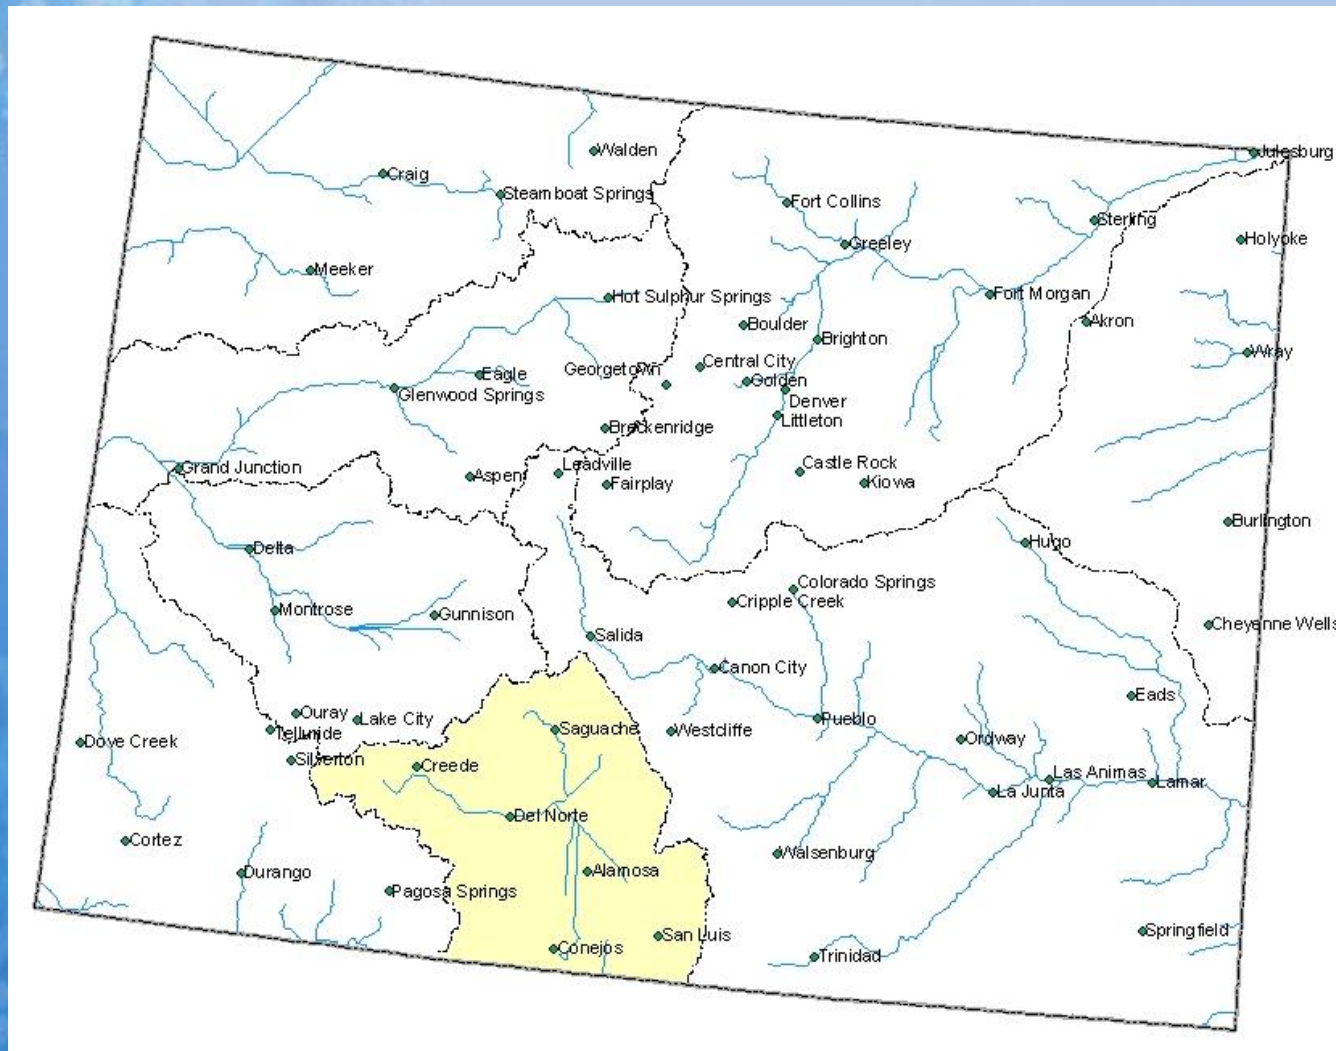 Julesburg
Walden
Craig
Steamboat Springs
Fort Collins
Sterling
Holyoke
Greeley
Meeker
Hot Sulphur Springs
Fort Morgan
Boulder
Akron
Brighton
Wray
Central City
Georgetown
Eagle
Golden
Glenwood Springs
Denver
Littleton
Breckenridge
Grand Junction
Aspen
Leadville
Castle Rock
Fairplay
Kiowa
Burlington
Delta
Hugo
Colorado Springs
Cripple Creek
Montrose
Gunnison
Salida
Cheyenne Wells
Canon City
Eads
Ouray
Lake City
Pueblo
Telluride
Saguache
Westcliffe
Ordway
Dove Creek
Silverton
Creede
Las Animas
Lamar
La Junta
Del Norte
Cortez
Walsenburg
Durango
Alamosa
Pagosa Springs
San Luis
Springfield
Conejos
Trinidad